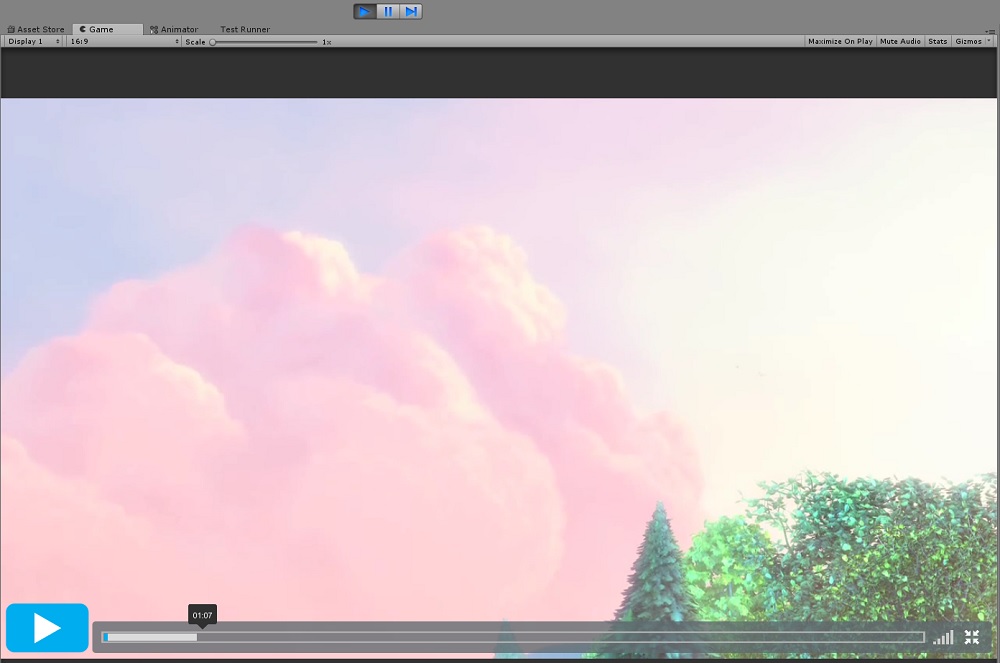 Asset Store Game Animator Test Runner
Display 1 16:9 Scale 1x Maximize On Play Mute Audio Stats Gizmos
01:07